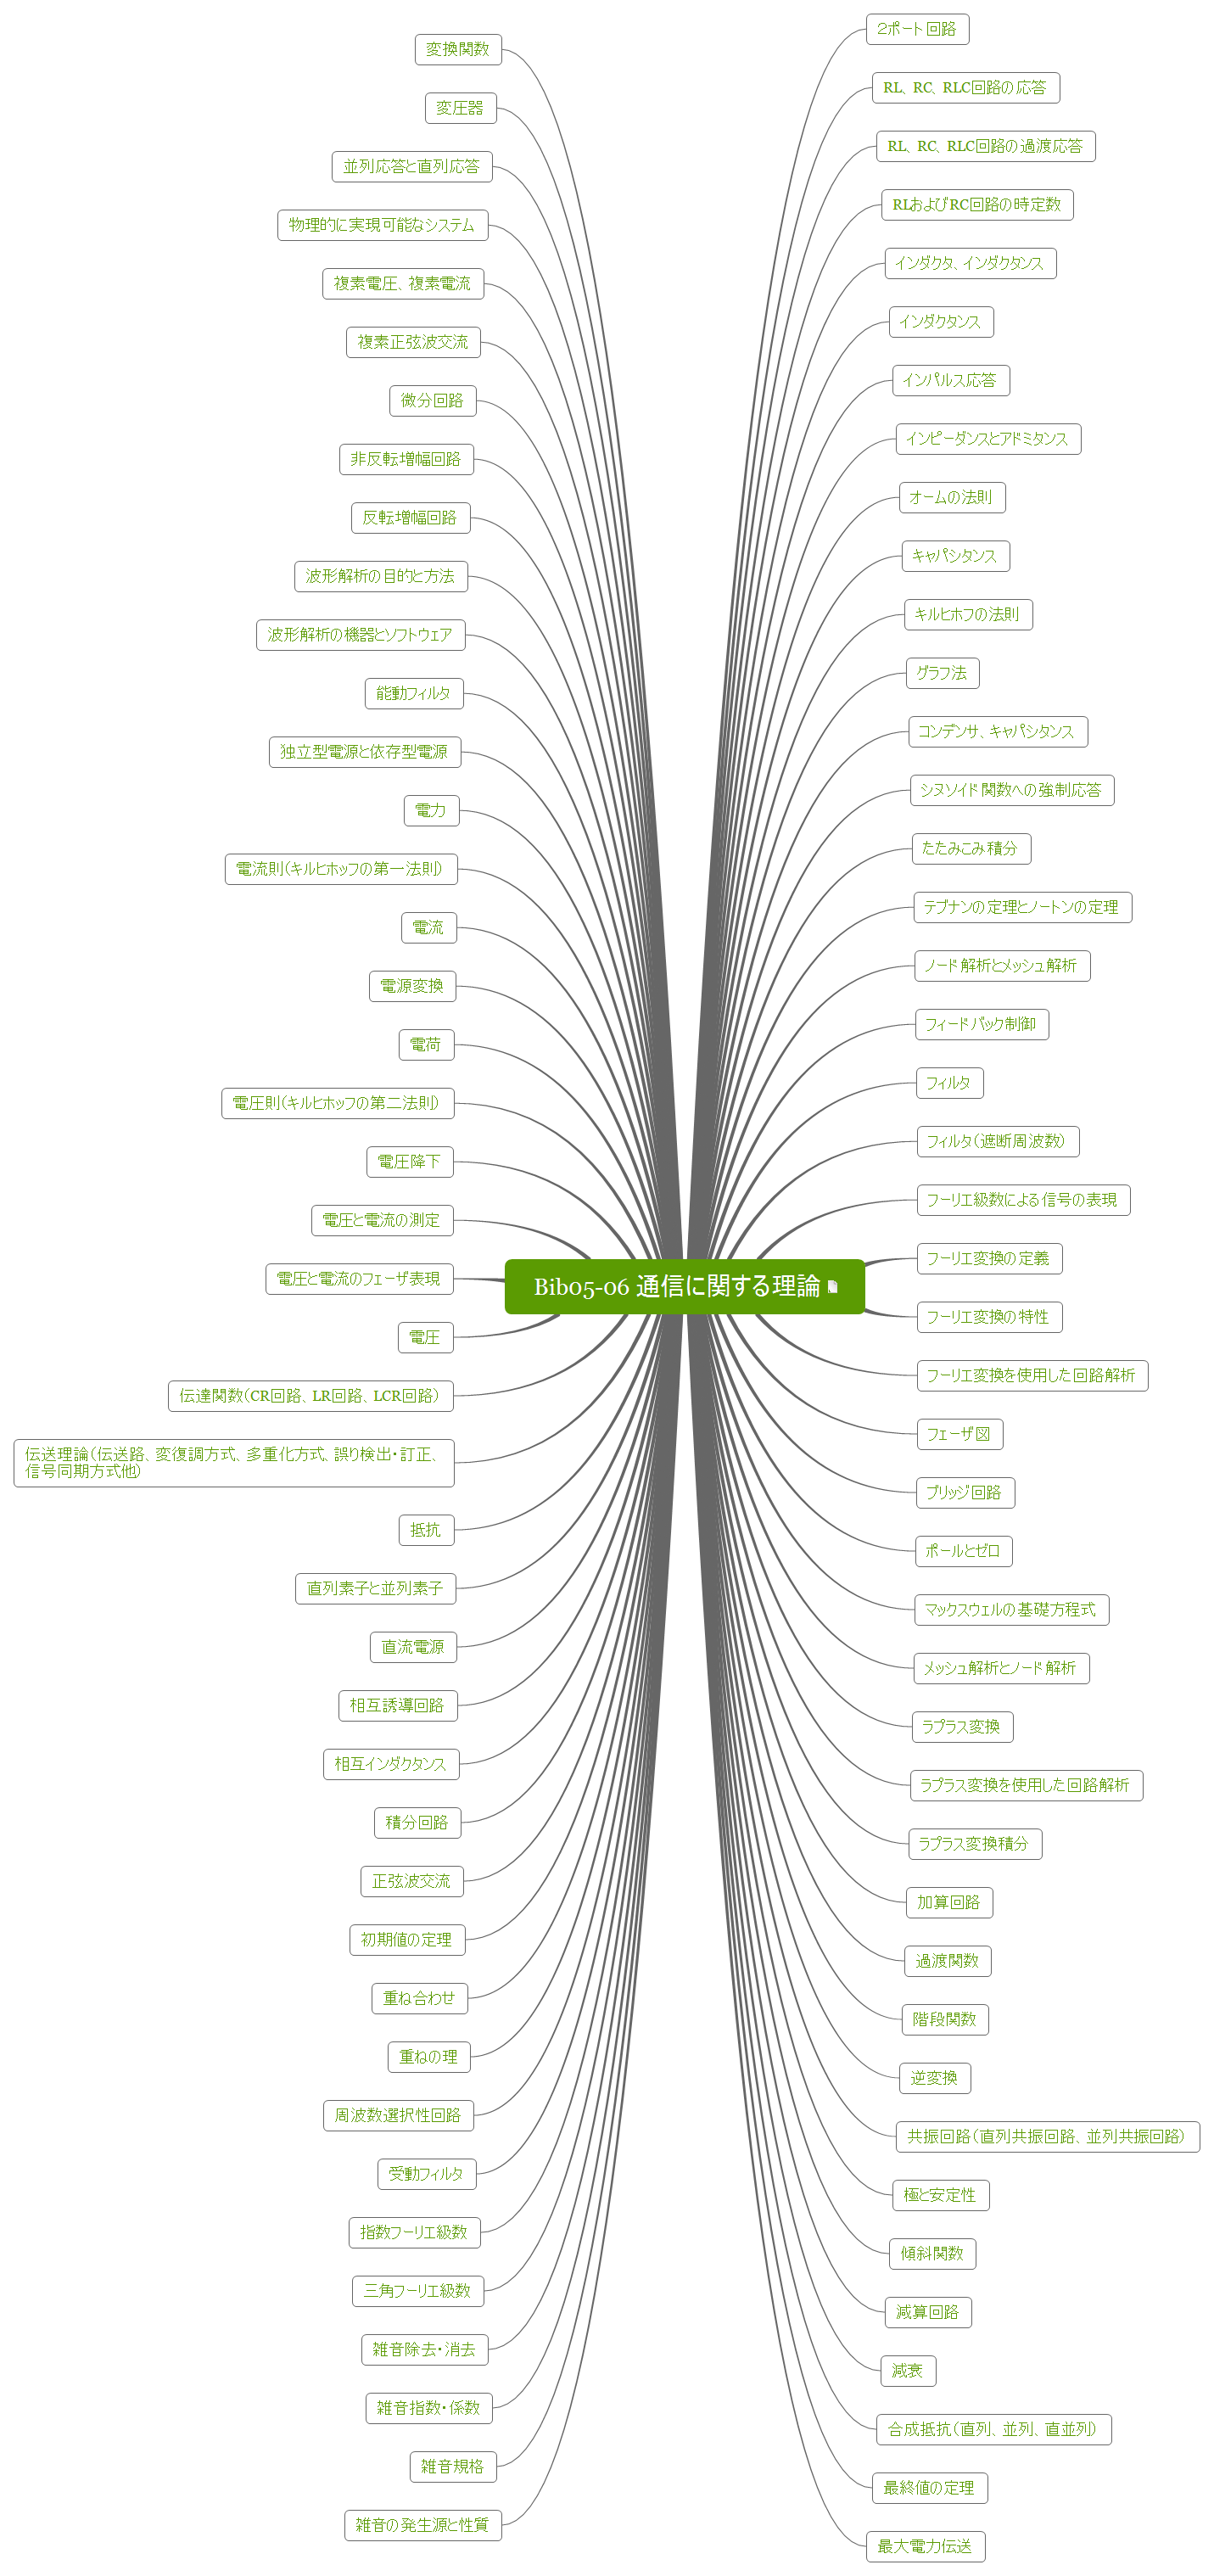 変換関数
変圧器
並列応答と直列応答
物理的に実現可能なシステム
複素電圧、複素電流
複素正弦波交流
微分回路
非反転増幅回路
反転増幅回路
波形解析の目的と方法
波形解析の機器とソフトウェア
能動フィルタ
独立型電源と依存型電源
電力
電流則(キルヒホッフの第一法則)
電流
電源変換
電荷
電圧則(キルヒホッフの第二法則)
電圧降下
電圧と電流の測定
電圧と電流のフェーザ表現
電圧
伝達関数(CR回路、LR回路、LCR回路)
伝送理論(伝送路、変復調方式、多重化方式、誤り検出・訂正、
信号同期方式他)
抵抗
直列素子と並列素子
直流電源
相互誘導回路
相互インダクタンス
積分回路
正弦波交流
初期値の定理
重ね合わせ
重ねの理
周波数選択性回路
受動フィルタ
指数フーリエ級数
三角フーリエ級数
雑音除去・消去
雑音指数・係数
雑音規格
雑音の発生源と性質
Bib05-06 通信に関する理論
2ポート回路
RL、RC、RLC回路の応答
RL、RC、RLC回路の過渡応答
RLおよびRC回路の時定数
インダクタ、インダクタンス
インダクタンス
インパルス応答
インピーダンスとアドミタンス
オームの法則
キャパシタンス
キルヒホフの法則
グラフ法
コンデンサ、キャパシタンス
シヌソイド関数への強制応答
たたみこみ積分
テブナンの定理とノートンの定理
ノード解析とメッシュ解析
フィードバック制御
フィルタ
フィルタ(遮断周波数)
フーリエ級数による信号の表現
フーリエ変換の定義
フーリエ変換の特性
フーリエ変換を使用した回路解析
フェーザ図
ブリッジ回路
ポールとゼロ
マックスウェルの基礎方程式
メッシュ解析とノード解析
ラプラス変換
ラプラス変換を使用した回路解析
ラプラス変換積分
加算回路
過渡関数
階段関数
逆変換
共振回路(直列共振回路、並列共振回路)
極と安定性
傾斜関数
減算回路
減衰
合成抵抗(直列、並列、直並列)
最終値の定理
最大電力伝送